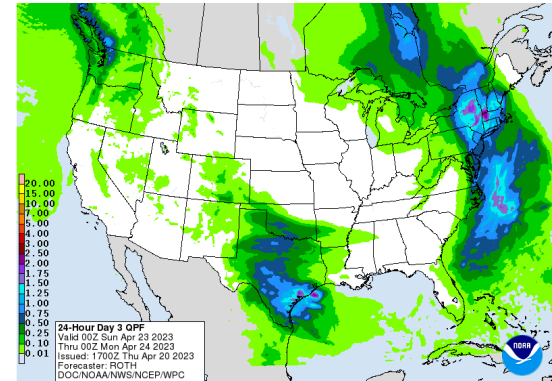 20.00
15.00
10.00
7.00
5.00
4.00
3.00
2.50
2.00
1.75
1.50
1.25
1.00
0.75
0.50
0.25
0.10
0.01
24-Hour Day 3 QPF
Valid 00Z Sun Apr 23 2023
Thru 00Z Mon Apr 24 2023
Issued: 1700Z Thu Apr 20 2023
Forecaster: ROTH
DOC/NOAA/NWS/NCEP/WPC
NOAA